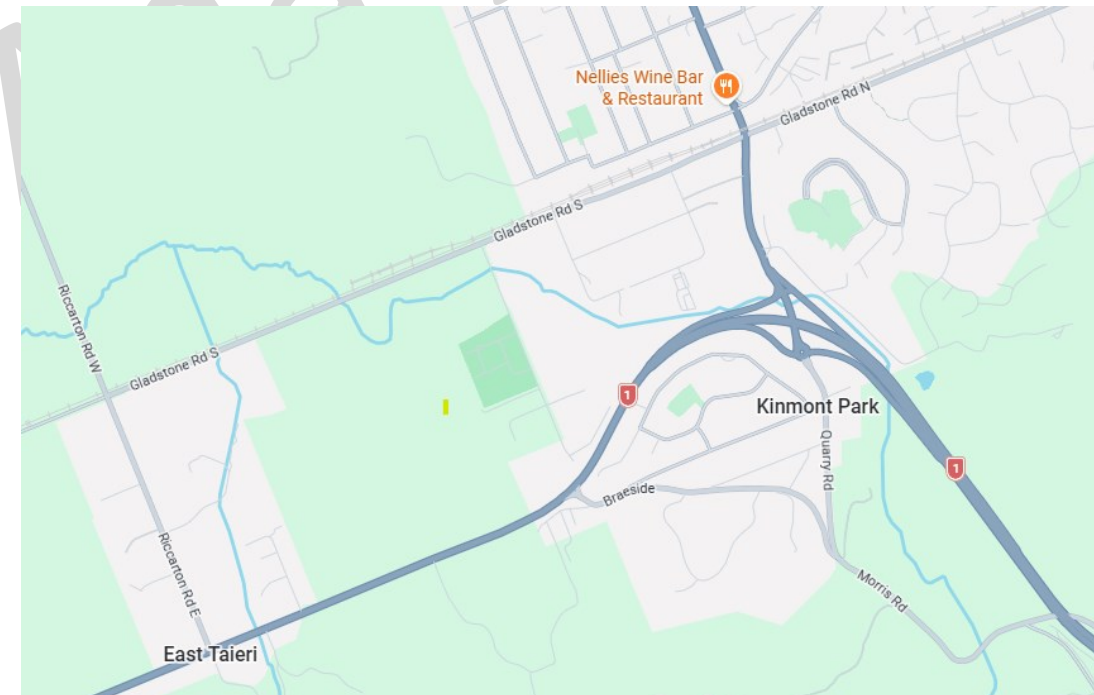 Nellies Wine Bar
& Restaurant
Gladstone Rd N
Gladstone Rd S
Riccarton Rd W
Gladstone Rd S
1
Kinmont Park
Quarry Rd
1
Braeside
Riccarton Rd E
Morris Rd
East Taieri